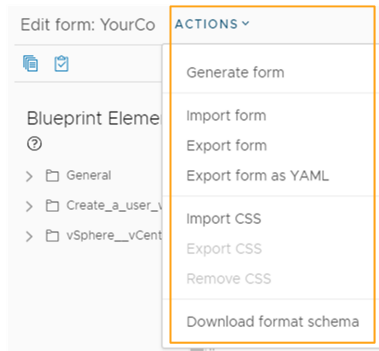 Edit form: YourCo
ACTIONS
Generate form
Import form
Export form
Export form as YAML
Import CSS
Export CSS
Remove CSS
Download format schema
Blueprint Eleme
General
Create_a_user_v
vSphere__vCent